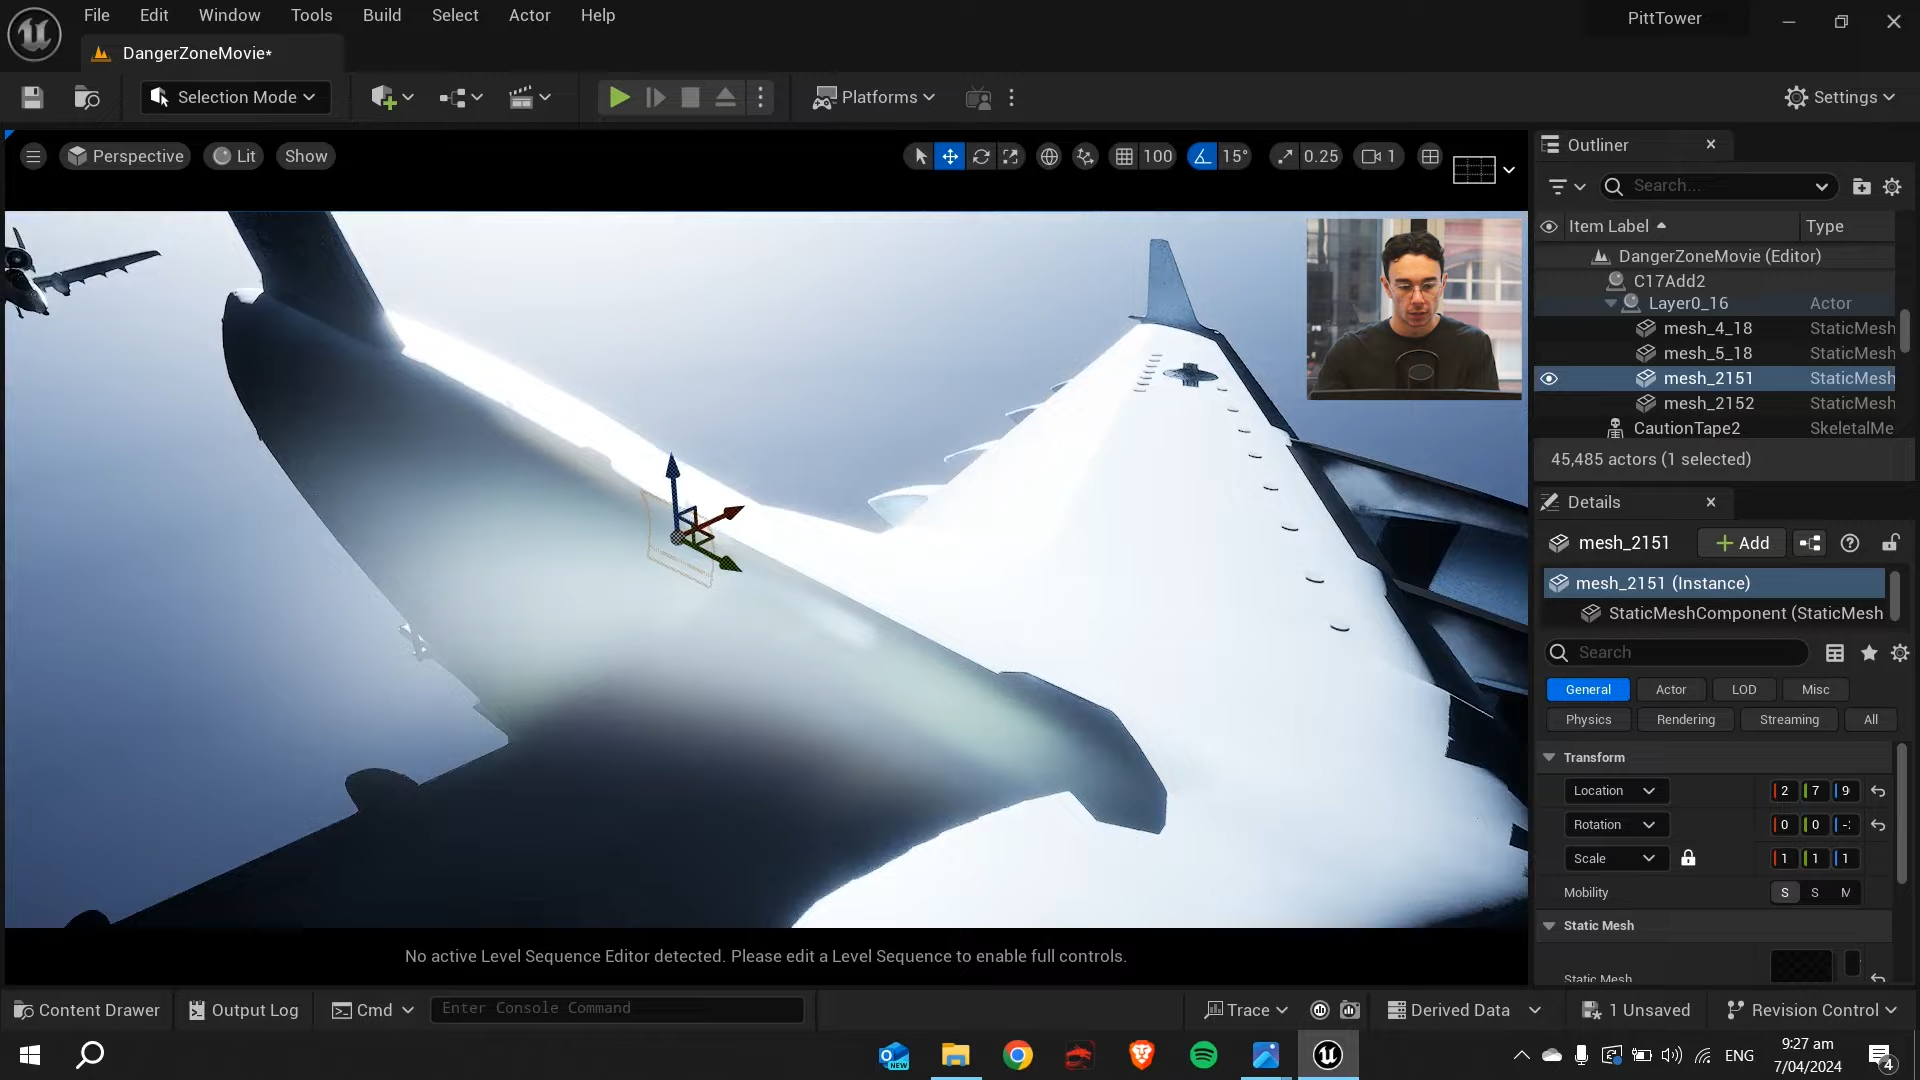 File Edit Window Tools Build Select Actor Help
PittTower
DangerZoneMovie*
Selection Mode
Platforms
Settings
Perspective Lit Show
100 15° 0.25 1
Outliner
Search...
Item Label Type
DangerZoneMovie (Editor)
C17Add2
Layer0_16 Actor
mesh_4_18 StaticMesh
mesh_5_18 StaticMesh
mesh_2151 StaticMesh
mesh_2152 StaticMesh
CautionTape2 SkeletalMe
45,485 actors (1 selected)
Details
mesh_2151 Add
mesh_2151 (Instance)
StaticMeshComponent (StaticMesh
Search
General Actor LOD Misc
Physics Rendering Streaming All
Transform
Location 2 7 9
Rotation 0 0 -
Scale 1 1 1
Mobility S S M
Static Mesh
Static Mesh
No active Level Sequence Editor detected. Please edit a Level Sequence to enable full controls.
Content Drawer Output Log Cmd Enter Console Command Trace Derived Data 1 Unsaved Revision Control
NEW
ENG
9:27 am
7/04/2024
4